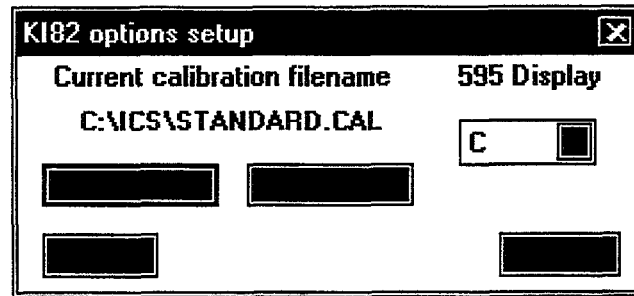 KI82 options setup
Current calibration filename
595 Display
C:\ICS\STANDARD.CAL
C